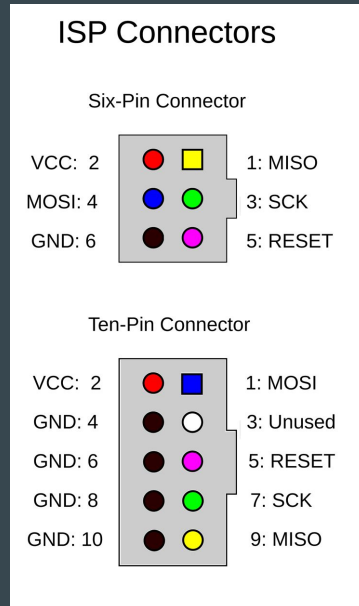 ISP Connectors
Six-Pin Connector
VCC: 2 1: MISO
MOSI: 4 3: SCK
GND: 6 5: RESET
Ten-Pin Connector
VCC: 2 1: MOSI
GND: 4 3: Unused
GND: 6 5: RESET
GND: 8 7: SCK
GND: 10 9: MISO